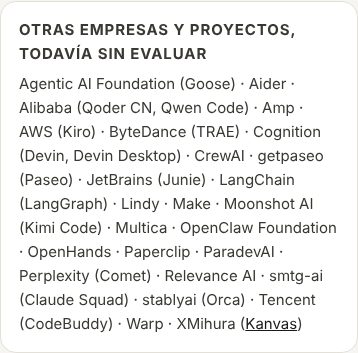 OTRAS EMPRESAS Y PROYECTOS,
TODAVÍA SIN EVALUAR
Agentic AI Foundation (Goose) · Aider ·
Alibaba (Qoder CN, Qwen Code) · Amp ·
AWS (Kiro) · ByteDance (TRAE) · Cognition
(Devin, Devin Desktop) · CrewAI · getpaseo
(Paseo) · JetBrains (Junie) · LangChain
(LangGraph) · Lindy · Make · Moonshot AI
(Kimi Code) · Multica · OpenClaw Foundation
· OpenHands · Paperclip · ParadevAI ·
Perplexity (Comet) · Relevance AI · smtg-ai
(Claude Squad) · stablyai (Orca) · Tencent
(CodeBuddy) · Warp · XMihura (Kanvas)